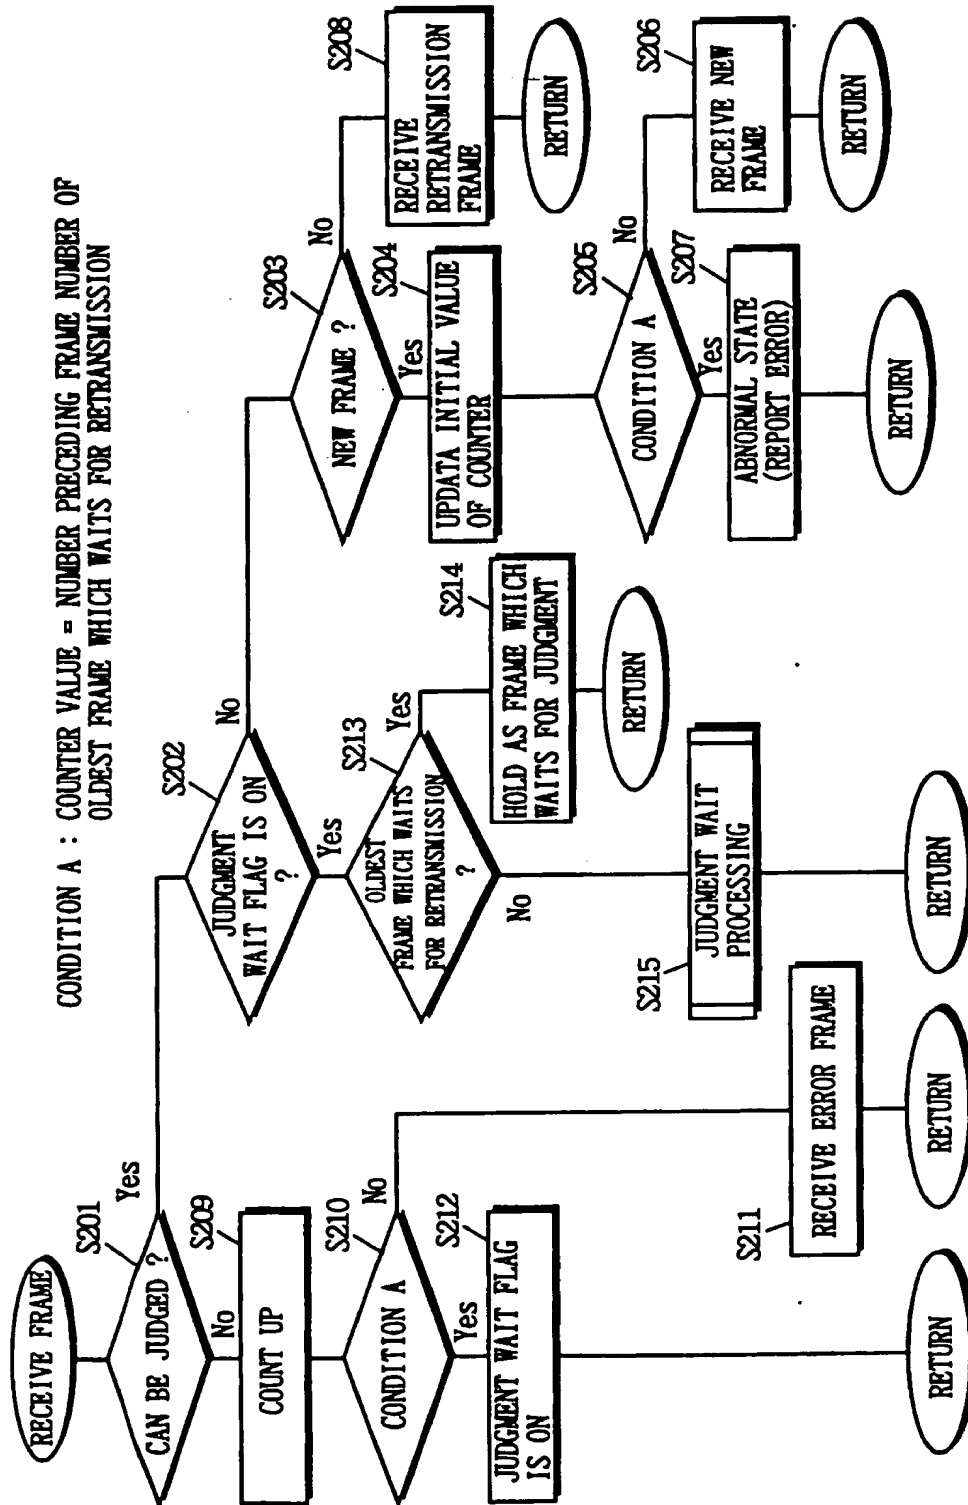 CONDITION A : COUNTER VALUE = NUMBER PRECEDING FRAME NUMBER OF
OLDEST FRAME WHICH WAITS FOR RETRANSMISSION
RECEIVE FRAME
S201
CAN BE JUDGED ?
Yes
No
S209
COUNT UP
S210
CONDITION A
No
Yes
S212
JUDGMENT WAIT FLAG
IS ON
RETURN
S211
RECEIVE ERROR FRAME
RETURN
S202
JUDGMENT
WAIT FLAG IS ON
?
No
Yes
S213
OLDEST
FRAME WHICH WAITS
FOR RETRANSMISSION
?
Yes
No
S214
HOLD AS FRAME WHICH
WAITS FOR JUDGMENT
RETURN
S215
JUDGMENT WAIT
PROCESSING
RETURN
S203
NEW FRAME ?
No
Yes
S204
UPDATA INITIAL VALUE
OF COUNTER
S205
CONDITION A
No
Yes
S207
ABNORMAL STATE
(REPORT ERROR)
RETURN
S208
RECEIVE
RETRANSMISSION
FRAME
RETURN
S206
RECEIVE NEW
FRAME
RETURN